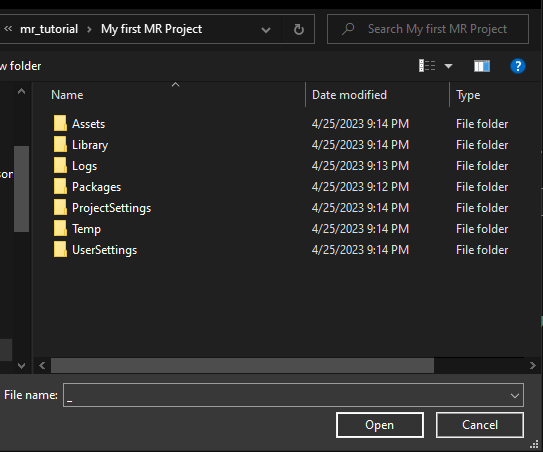 « mr_tutorial > My first MR Project
Search My first MR Project
w folder
Name Date modified Type
Assets 4/25/2023 9:14 PM File folder
Library 4/25/2023 9:14 PM File folder
Logs 4/25/2023 9:13 PM File folder
Packages 4/25/2023 9:12 PM File folder
ProjectSettings 4/25/2023 9:14 PM File folder
Temp 4/25/2023 9:14 PM File folder
UserSettings 4/25/2023 9:14 PM File folder
son
File name: _
Open Cancel